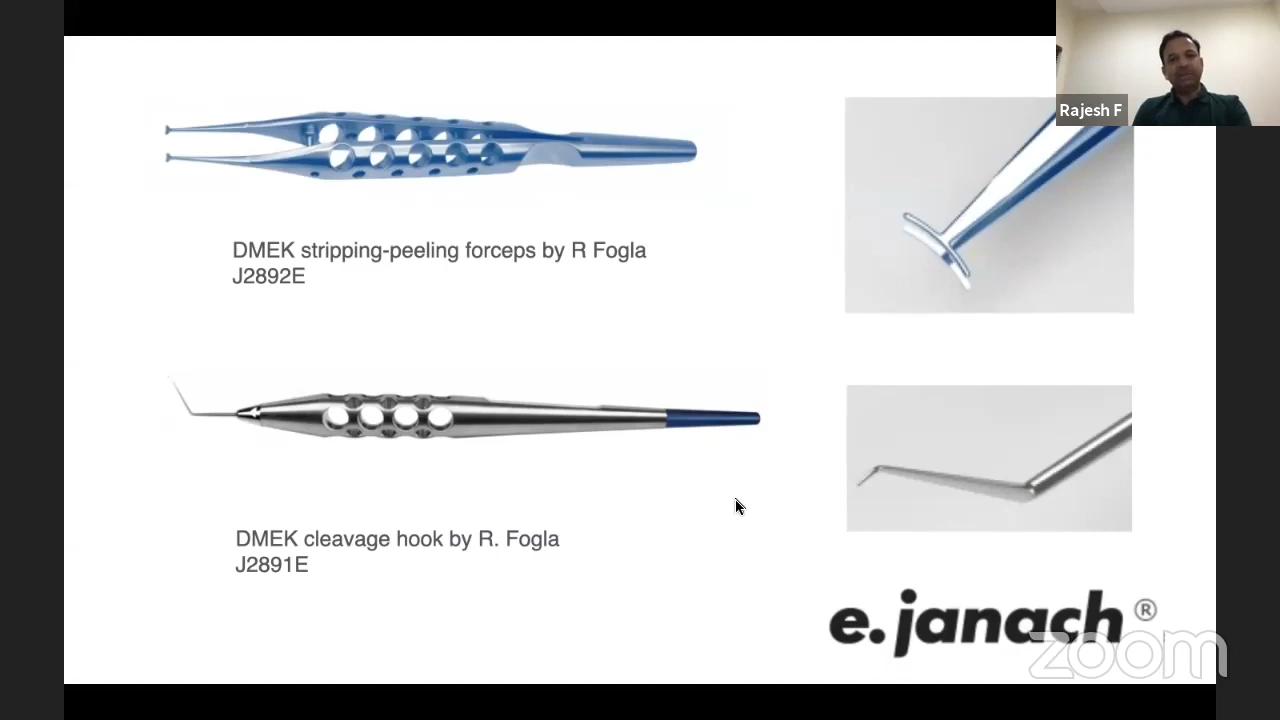 Rajesh F
DMEK stripping-peeling forceps by R Fogla
J2892E
DMEK cleavage hook by R. Fogla
J2891E
e.janach®
zoom